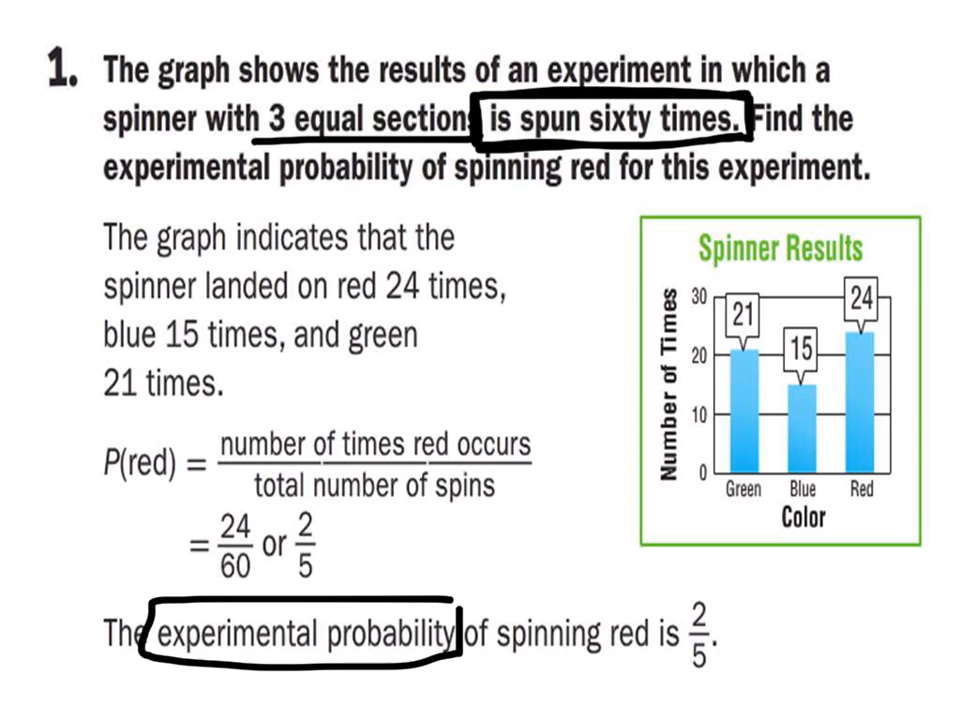 1. The graph shows the results of an experiment in which a
spinner with 3 equal sections is spun sixty times. Find the
experimental probability of spinning red for this experiment.
The graph indicates that the
spinner landed on red 24 times,
blue 15 times, and green
21 times.
P(red) = number of times red occurs / total number of spins
= 24/60 or 2/5
The experimental probability of spinning red is 2/5.
Spinner Results
Number of Times
30
20
10
0
21
15
24
Green Blue Red
Color